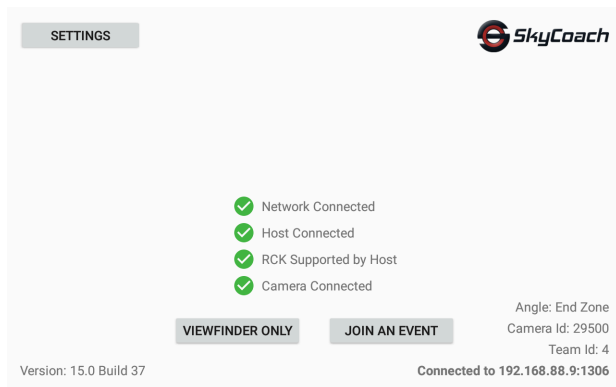 SETTINGS
SkyCoach
Network Connected
Host Connected
RCK Supported by Host
Camera Connected
Angle: End Zone
VIEWFINDER ONLY
JOIN AN EVENT
Camera Id: 29500
Team Id: 4
Version: 15.0 Build 37
Connected to 192.168.88.9:1306